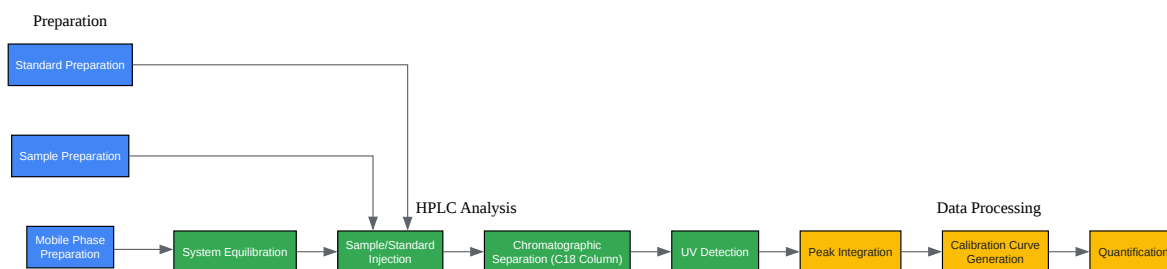 Preparation
Standard Preparation
Sample Preparation
HPLC Analysis
Data Processing
Mobile Phase
Preparation
System Equilibration
Sample/Standard
Injection
Chromatographic
Separation (C18 Column)
UV Detection
Peak Integration
Calibration Curve
Generation
Quantification